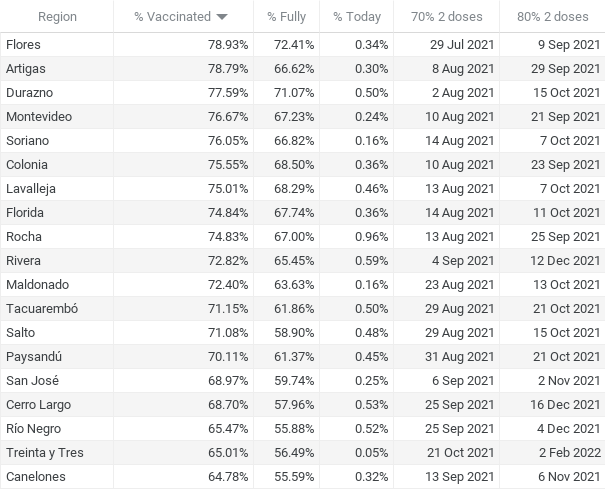 Region % Vaccinated % Fully % Today 70% 2 doses 80% 2 doses
Flores 78.93% 72.41% 0.34% 29 Jul 2021 9 Sep 2021
Artigas 78.79% 66.62% 0.30% 8 Aug 2021 29 Sep 2021
Durazno 77.59% 71.07% 0.50% 2 Aug 2021 15 Oct 2021
Montevideo 76.67% 67.23% 0.24% 10 Aug 2021 21 Sep 2021
Soriano 76.05% 66.82% 0.16% 14 Aug 2021 7 Oct 2021
Colonia 75.55% 68.50% 0.36% 10 Aug 2021 23 Sep 2021
Lavalleja 75.01% 68.29% 0.46% 13 Aug 2021 7 Oct 2021
Florida 74.84% 67.74% 0.36% 14 Aug 2021 11 Oct 2021
Rocha 74.83% 67.00% 0.96% 13 Aug 2021 25 Sep 2021
Rivera 72.82% 65.45% 0.59% 4 Sep 2021 12 Dec 2021
Maldonado 72.40% 63.63% 0.16% 23 Aug 2021 13 Oct 2021
Tacuarembó 71.15% 61.86% 0.50% 29 Aug 2021 21 Oct 2021
Salto 71.08% 58.90% 0.48% 29 Aug 2021 15 Oct 2021
Paysandú 70.11% 61.37% 0.45% 31 Aug 2021 21 Oct 2021
San José 68.97% 59.74% 0.25% 6 Sep 2021 2 Nov 2021
Cerro Largo 68.70% 57.96% 0.53% 25 Sep 2021 16 Dec 2021
Río Negro 65.47% 55.88% 0.52% 25 Sep 2021 4 Dec 2021
Treinta y Tres 65.01% 56.49% 0.05% 21 Oct 2021 2 Feb 2022
Canelones 64.78% 55.59% 0.32% 13 Sep 2021 6 Nov 2021